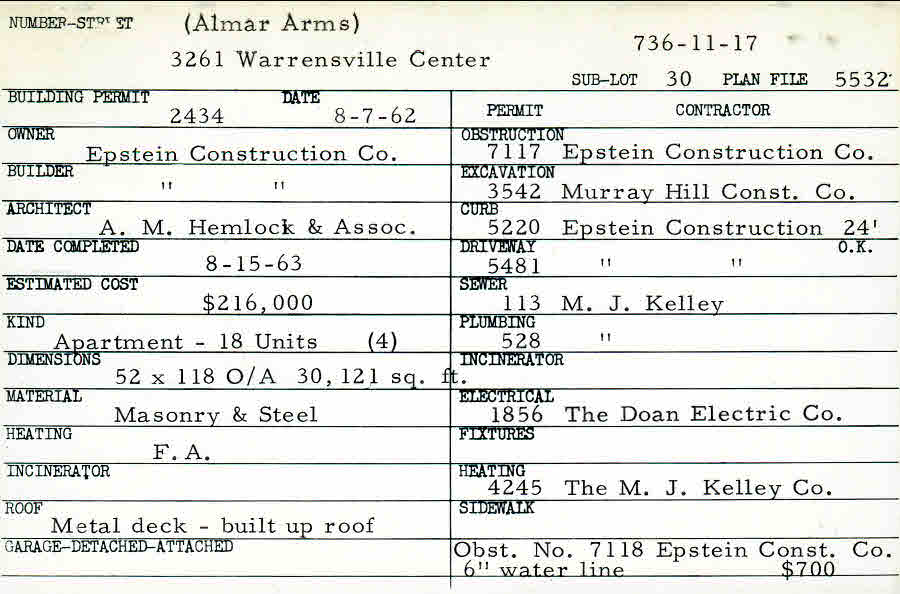 NUMBER-STREET (Almar Arms)
3261 Warrensville Center
736-11-17
SUB-LOT 30 PLAN FILE 5532
BUILDING PERMIT DATE
2434 8-7-62
OWNER
Epstein Construction Co.
BUILDER
" "
ARCHITECT
A. M. Hemlock & Assoc.
DATE COMPLETED
8-15-63
ESTIMATED COST
$216,000
KIND
Apartment - 18 Units (4)
DIMENSIONS
52 x 118 O/A 30,121 sq. ft.
MATERIAL
Masonry & Steel
HEATING
F.A.
INCINERATOR
ROOF
Metal deck - built up roof
GARAGE-DETACHED-ATTACHED
PERMIT CONTRACTOR
OBSTRUCTION
7117 Epstein Construction Co.
EXCAVATION
3542 Murray Hill Const. Co.
CURB
5220 Epstein Construction 24'
DRIVEWAY O.K.
5481 " "
SEWER
113 M. J. Kelley
PLUMBING
528 "
INCINERATOR
ELECTRICAL
1856 The Doan Electric Co.
FIXTURES
HEATING
4245 The M. J. Kelley Co.
SIDEWALK
Obst. No. 7118 Epstein Const. Co.
6" water line $700